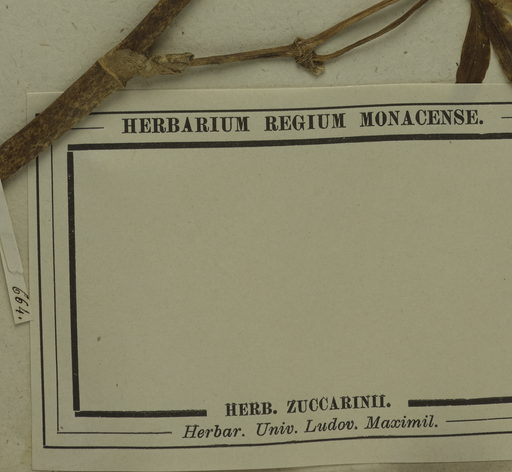 HERBARIUM REGIUM MONACENSE.
664.
HERB. ZUCCARINII.
Herbar. Univ. Ludov. Maximil.